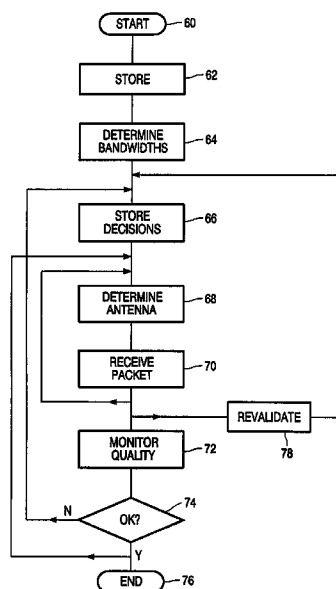 START
60
STORE
62
DETERMINE
BANDWIDTHS
64
STORE
DECISIONS
66
DETERMINE
ANTENNA
68
RECEIVE
PACKET
70
REVALIDATE
78
MONITOR
QUALITY
72
N
OK?
74
Y
END
76